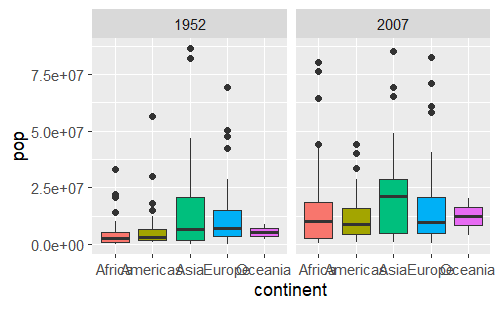 1952 2007
7.5e+07
5.0e+07
2.5e+07
0.0e+00
pop
Africa Americas Asia Europe Oceania Africa Americas Asia Europe Oceania
continent